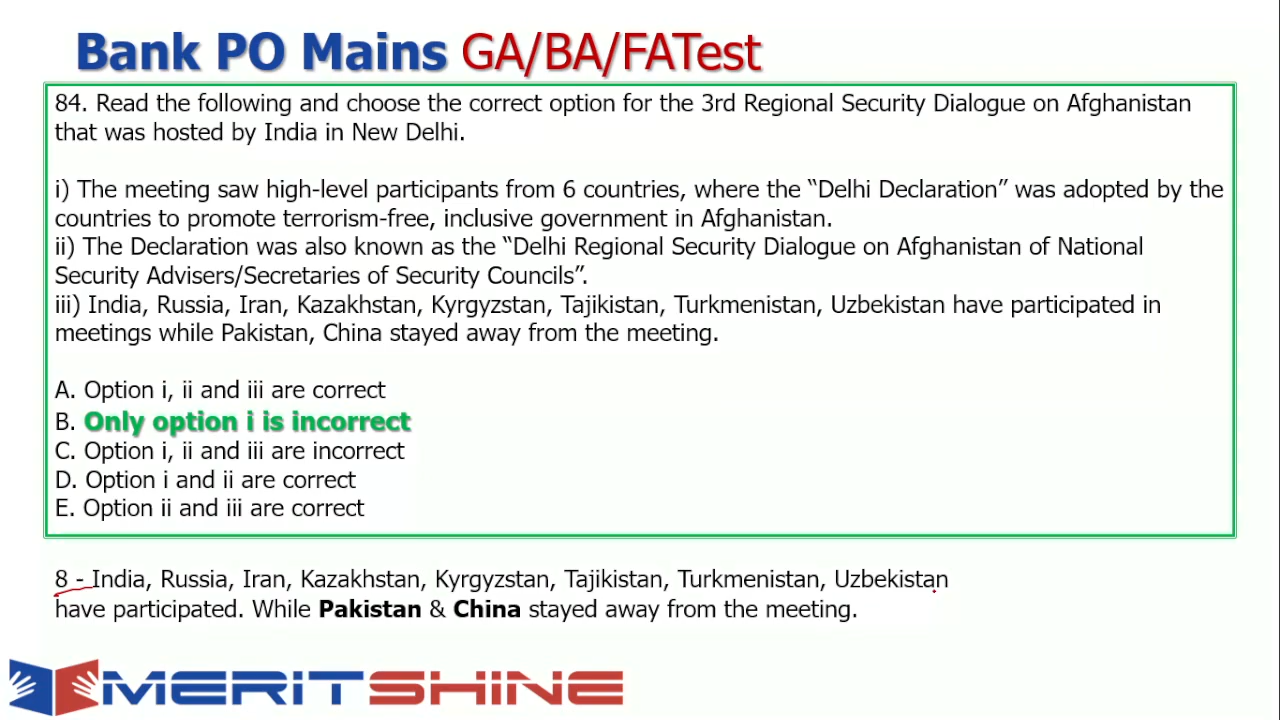 Bank PO Mains GA/BA/FATest
84. Read the following and choose the correct option for the 3rd Regional Security Dialogue on Afghanistan
that was hosted by India in New Delhi.
i) The meeting saw high-level participants from 6 countries, where the “Delhi Declaration” was adopted by the
countries to promote terrorism-free, inclusive government in Afghanistan.
ii) The Declaration was also known as the “Delhi Regional Security Dialogue on Afghanistan of National
Security Advisers/Secretaries of Security Councils”.
iii) India, Russia, Iran, Kazakhstan, Kyrgyzstan, Tajikistan, Turkmenistan, Uzbekistan have participated in
meetings while Pakistan, China stayed away from the meeting.
A. Option i, ii and iii are correct
B. Only option i is incorrect
C. Option i, ii and iii are incorrect
D. Option i and ii are correct
E. Option ii and iii are correct
8 - India, Russia, Iran, Kazakhstan, Kyrgyzstan, Tajikistan, Turkmenistan, Uzbekistan
have participated. While Pakistan & China stayed away from the meeting.
MERITSHINE